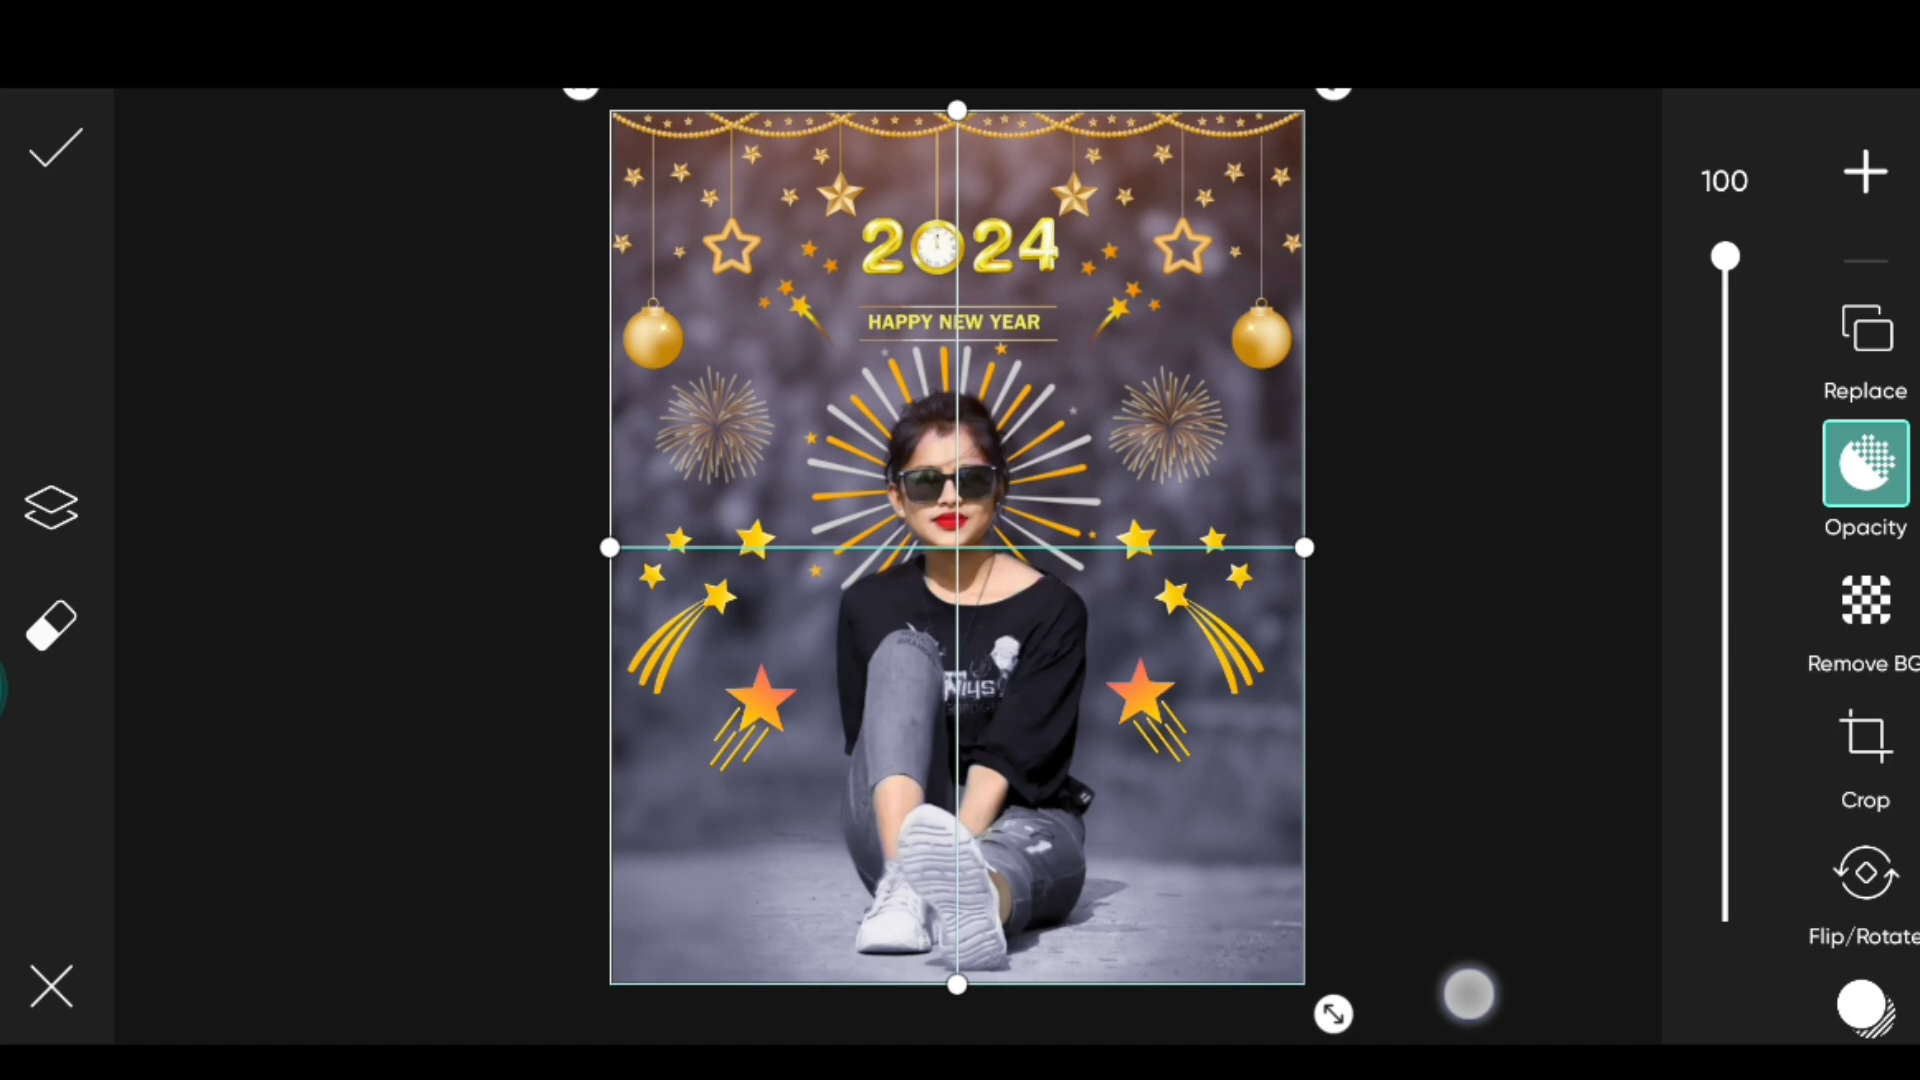 100
2024
HAPPY NEW YEAR
Replace
Opacity
Remove BG
Crop
Flip/Rotate